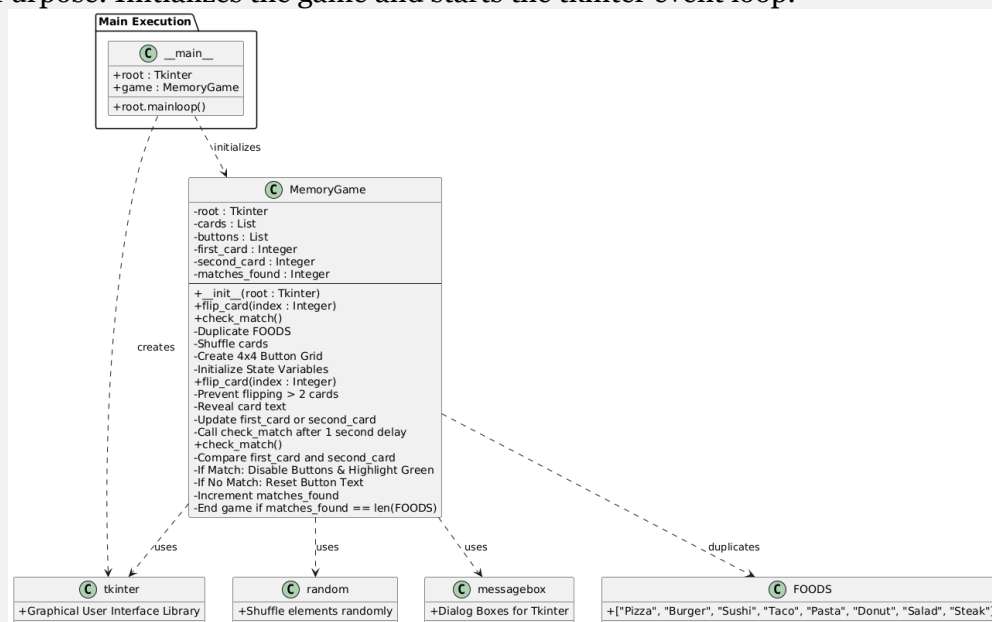 urpose: Initializes the game and starts the tkinter event loop.
Main Execution
C __main__
+root : Tkinter
+game : MemoryGame
+root.mainloop()
initializes
C MemoryGame
-root : Tkinter
-cards : List
-buttons : List
-first_card : Integer
-second_card : Integer
-matches_found : Integer
+__init__(root : Tkinter)
+flip_card(index : Integer)
+check_match()
-Duplicate FOODS
-Shuffle cards
-Create 4x4 Button Grid
-Initialize State Variables
+flip_card(index : Integer)
-Prevent flipping > 2 cards
-Reveal card text
-Update first_card or second_card
-Call check_match after 1 second delay
+check_match()
-Compare first_card and second_card
-If Match: Disable Buttons & Highlight Green
-If No Match: Reset Button Text
-Increment matches_found
-End game if matches_found == len(FOODS)
creates
uses
uses
uses
duplicates
C tkinter
+Graphical User Interface Library
C random
+Shuffle elements randomly
C messagebox
+Dialog Boxes for Tkinter
C FOODS
+["Pizza", "Burger", "Sushi", "Taco", "Pasta", "Donut", "Salad", "Steak"]